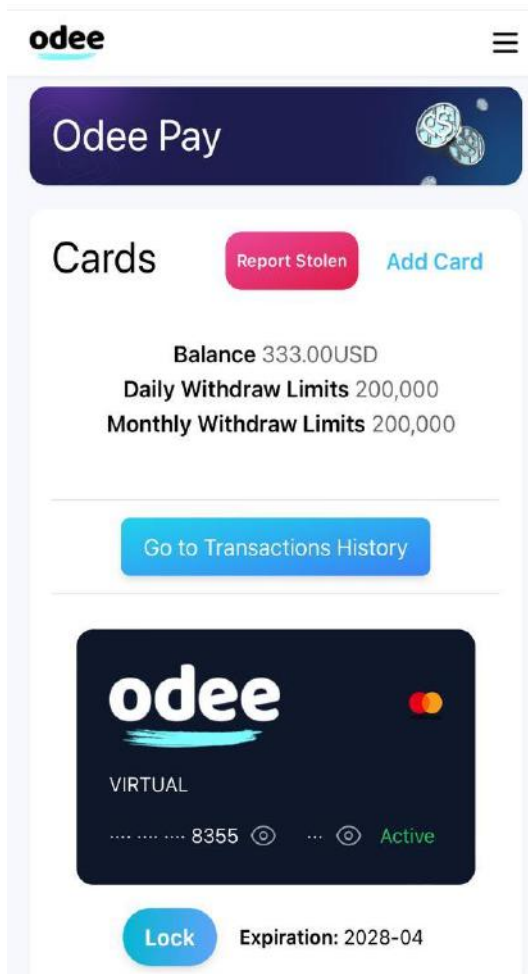 odee
Odee Pay
Cards
Report Stolen
Add Card
Balance 333.00USD
Daily Withdraw Limits 200,000
Monthly Withdraw Limits 200,000
Go to Transactions History
odee
VIRTUAL
.... .... .... 8355 ... Active
Lock
Expiration: 2028-04